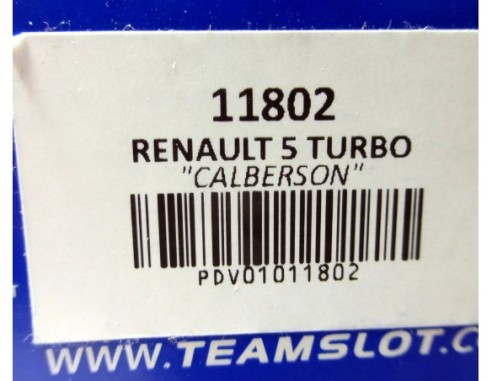 11802
RENAULT 5 TURBO
"CALBERSON"
PDV01011802
WWW.TEAMSLOT.C